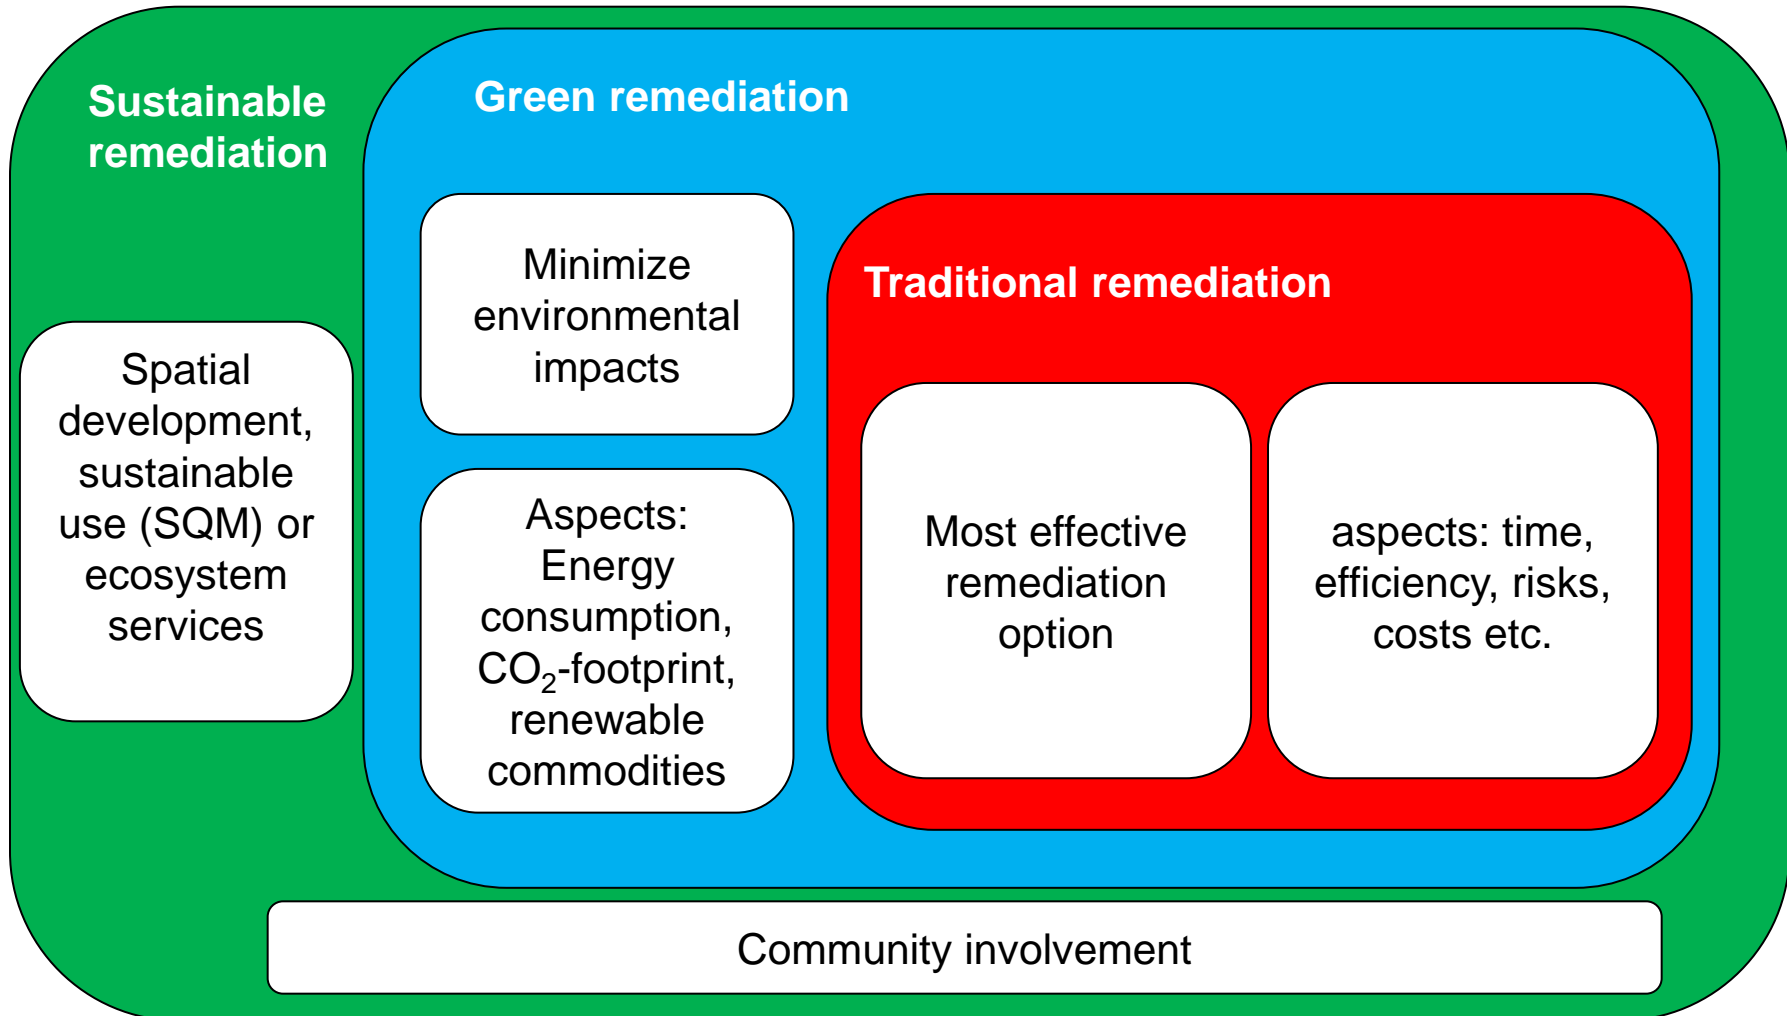 Sustainable
remediation
Green remediation
Traditional remediation
Spatial
development,
sustainable
use (SQM) or
ecosystem
services
Minimize
environmental
impacts
Aspects:
Energy
consumption,
CO₂-footprint,
renewable
commodities
Most effective
remediation
option
aspects: time,
efficiency, risks,
costs etc.
Community involvement